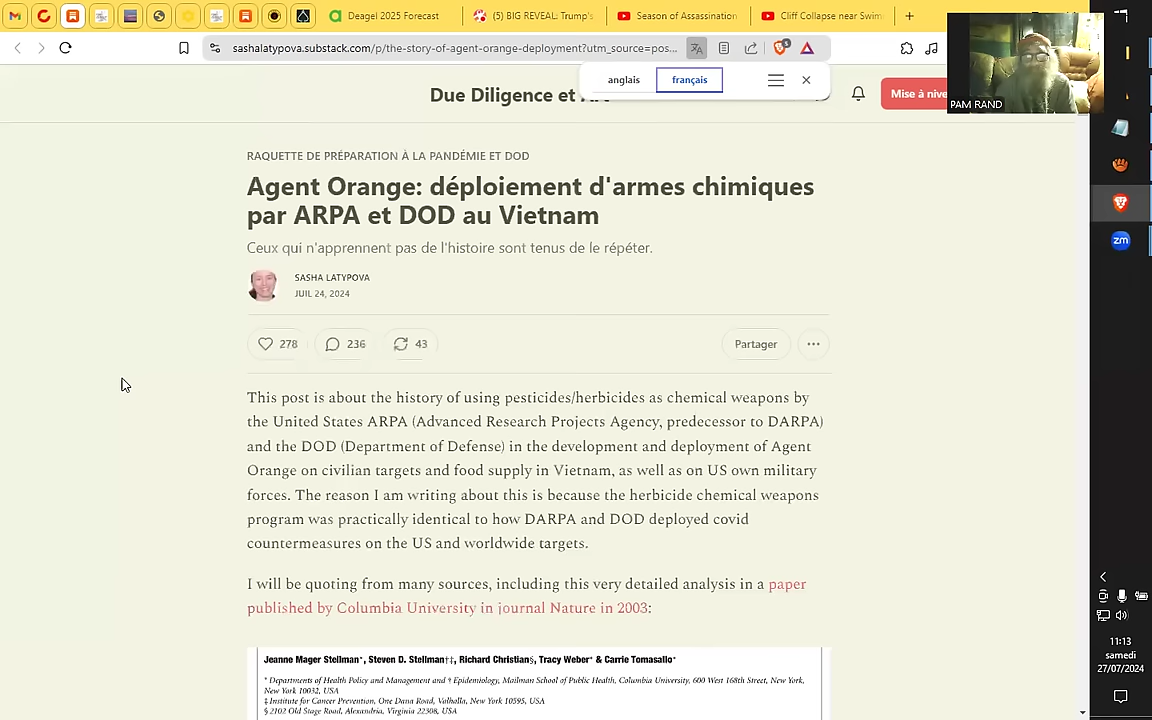 Deagel 2025 Forecast
(5) BIG REVEAL: Trump's
Season of Assassination
Cliff Collapse near Swim
sashalatypova.substack.com/p/the-story-of-agent-orange-deployment?utm_source=pos...
anglais
français
PAM RAND
Due Diligence et
Mise à nive
RAQUETTE DE PRÉPARATION À LA PANDÉMIE ET DOD
Agent Orange: déploiement d'armes chimiques
par ARPA et DOD au Vietnam
Ceux qui n'apprennent pas de l'histoire sont tenus de le répéter.
SASHA LATYPOVA
JUIL 24, 2024
278
236
43
Partager
This post is about the history of using pesticides/herbicides as chemical weapons by
the United States ARPA (Advanced Research Projects Agency, predecessor to DARPA)
and the DOD (Department of Defense) in the development and deployment of Agent
Orange on civilian targets and food supply in Vietnam, as well as on US own military
forces. The reason I am writing about this is because the herbicide chemical weapons
program was practically identical to how DARPA and DOD deployed covid
countermeasures on the US and worldwide targets.
I will be quoting from many sources, including this very detailed analysis in a paper
published by Columbia University in journal Nature in 2003:
Jeanne Mager Stellman*, Steven D. Stellman†‡, Richard Christian§, Tracy Weber* & Carrie Tomasallo*
* Departments of Health Policy and Management and † Epidemiology, Mailman School of Public Health, Columbia University, 600 West 168th Street, New York,
New York 10032, USA
‡ Institute for Cancer Prevention, One Dana Road, Valhalla, New York 10595, USA
§ 2102 Old Stage Road, Alexandria, Virginia 22308, USA
zm
11:13
samedi
27/07/2024